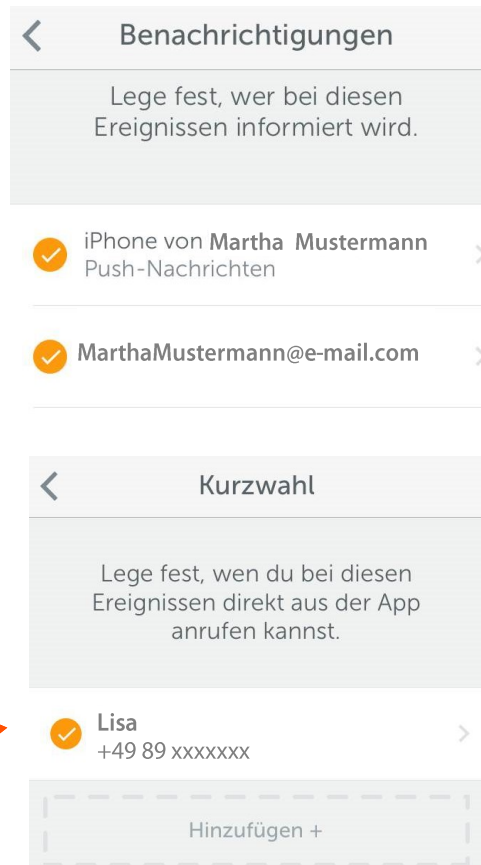 Benachrichtigungen
Lege fest, wer bei diesen
Ereignissen informiert wird.
iPhone von Martha Mustermann
Push-Nachrichten
MarthaMustermann@e-mail.com
Kurzwahl
Lege fest, wen du bei diesen
Ereignissen direkt aus der App
anrufen kannst.
Lisa
+49 89 xxxxxxx
Hinzufügen +